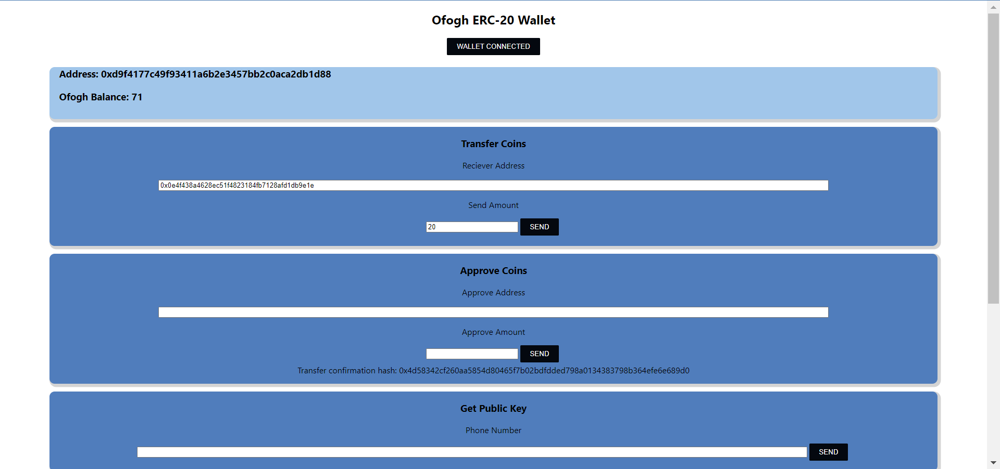 Ofogh ERC-20 Wallet
WALLET CONNECTED
Address: 0xd9f4177c49f93411a6b2e3457bb2c0aca2db1d88
Ofogh Balance: 71
Transfer Coins
Reciever Address
0x0e4f438a4628ec51f4823184fb7128afd1db9e1e
Send Amount
20 SEND
Approve Coins
Approve Address
Approve Amount
SEND
Transfer confirmation hash: 0x4d58342cf260aa5854d80465f7b02bdfdded798a0134383798b364efe6e689d0
Get Public Key
Phone Number
SEND